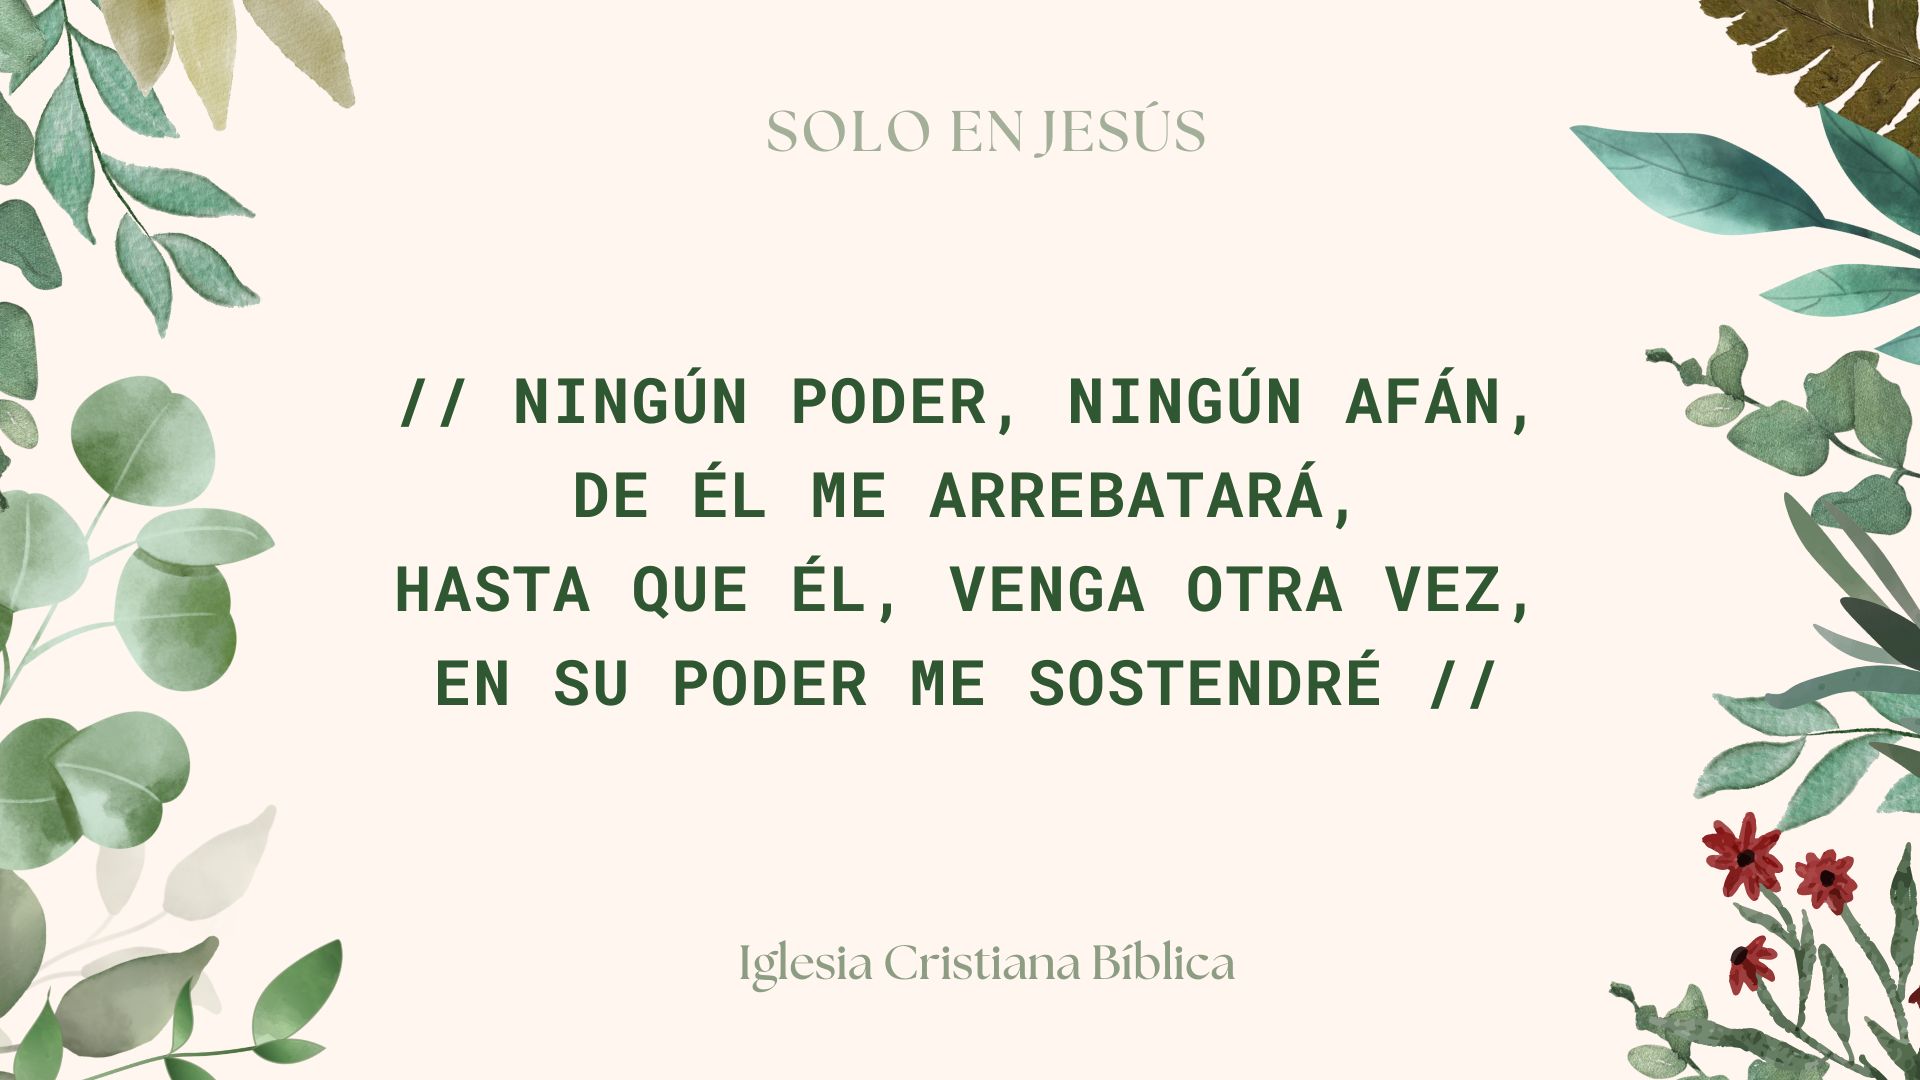 SOLO EN JESÚS
// NINGÚN PODER, NINGÚN AFÁN,
DE ÉL ME ARREBATARÁ,
HASTA QUE ÉL, VENGA OTRA VEZ,
EN SU PODER ME SOSTENDRÉ //
Iglesia Cristiana Bíblica